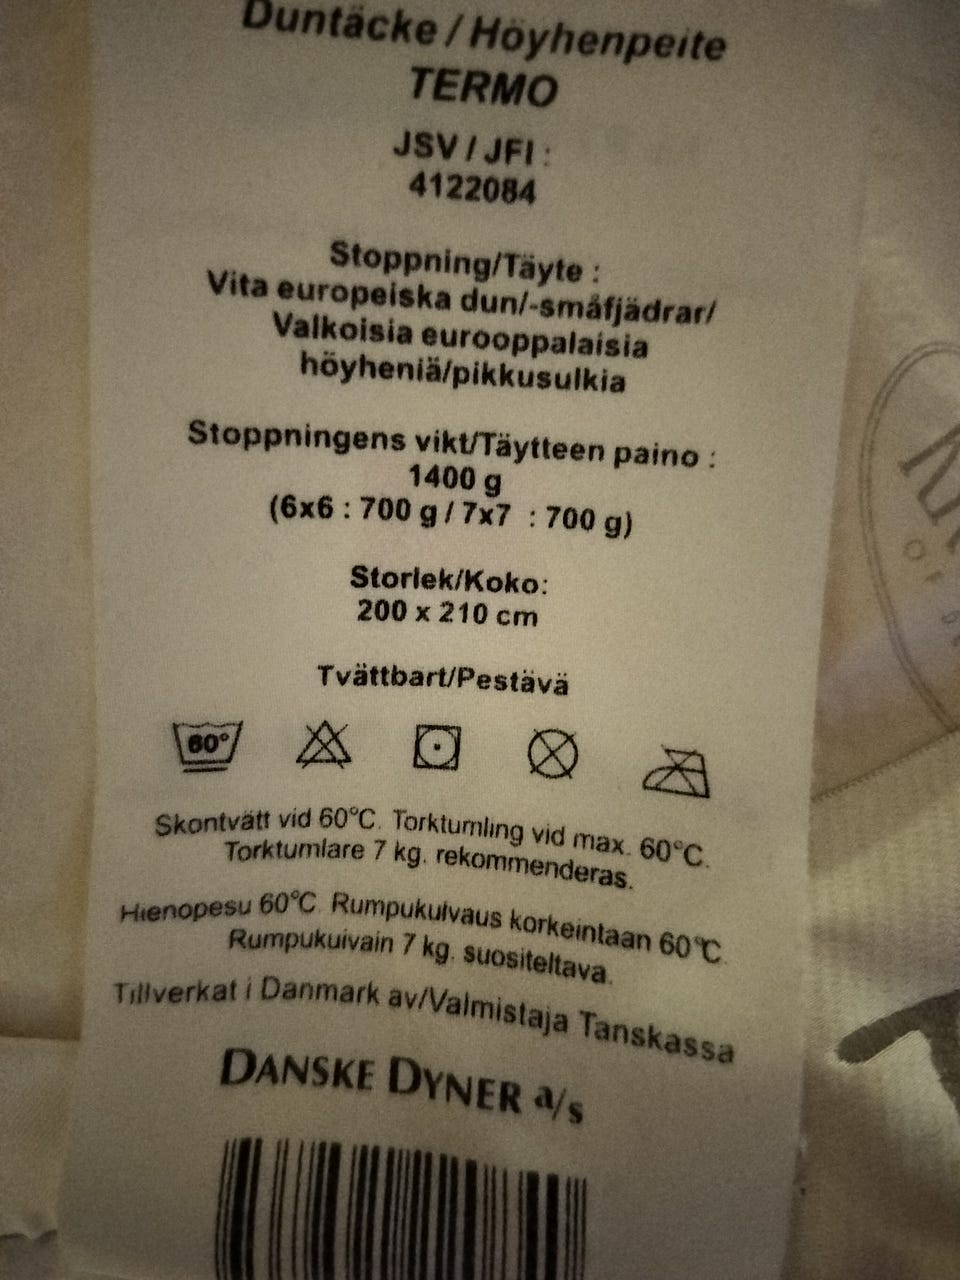 Duntäcke / Höyhenpeite
TERMO
JSV / JFI :
4122084
Stoppning/Täyte :
Vita europeiska dun/-småfjädrar/
Valkoisia eurooppalaisia
höyheniä/pikkusulkia
Stoppningens vikt/Täytteen paino :
1400 g
(6x6 : 700 g / 7x7 : 700 g)
Storlek/Koko:
200 x 210 cm
Tvättbart/Pestävä
60°
Skontvätt vid 60°C. Torktumling vid max. 60°C.
Torktumlare 7 kg. rekommenderas.
Hienopesu 60°C. Rumpukuivaus korkeintaan 60°C.
Rumpukuivain 7 kg. suositeltava.
Tillverkat i Danmark av/Valmistaja Tanskassa
DANSKE DYNER a/s